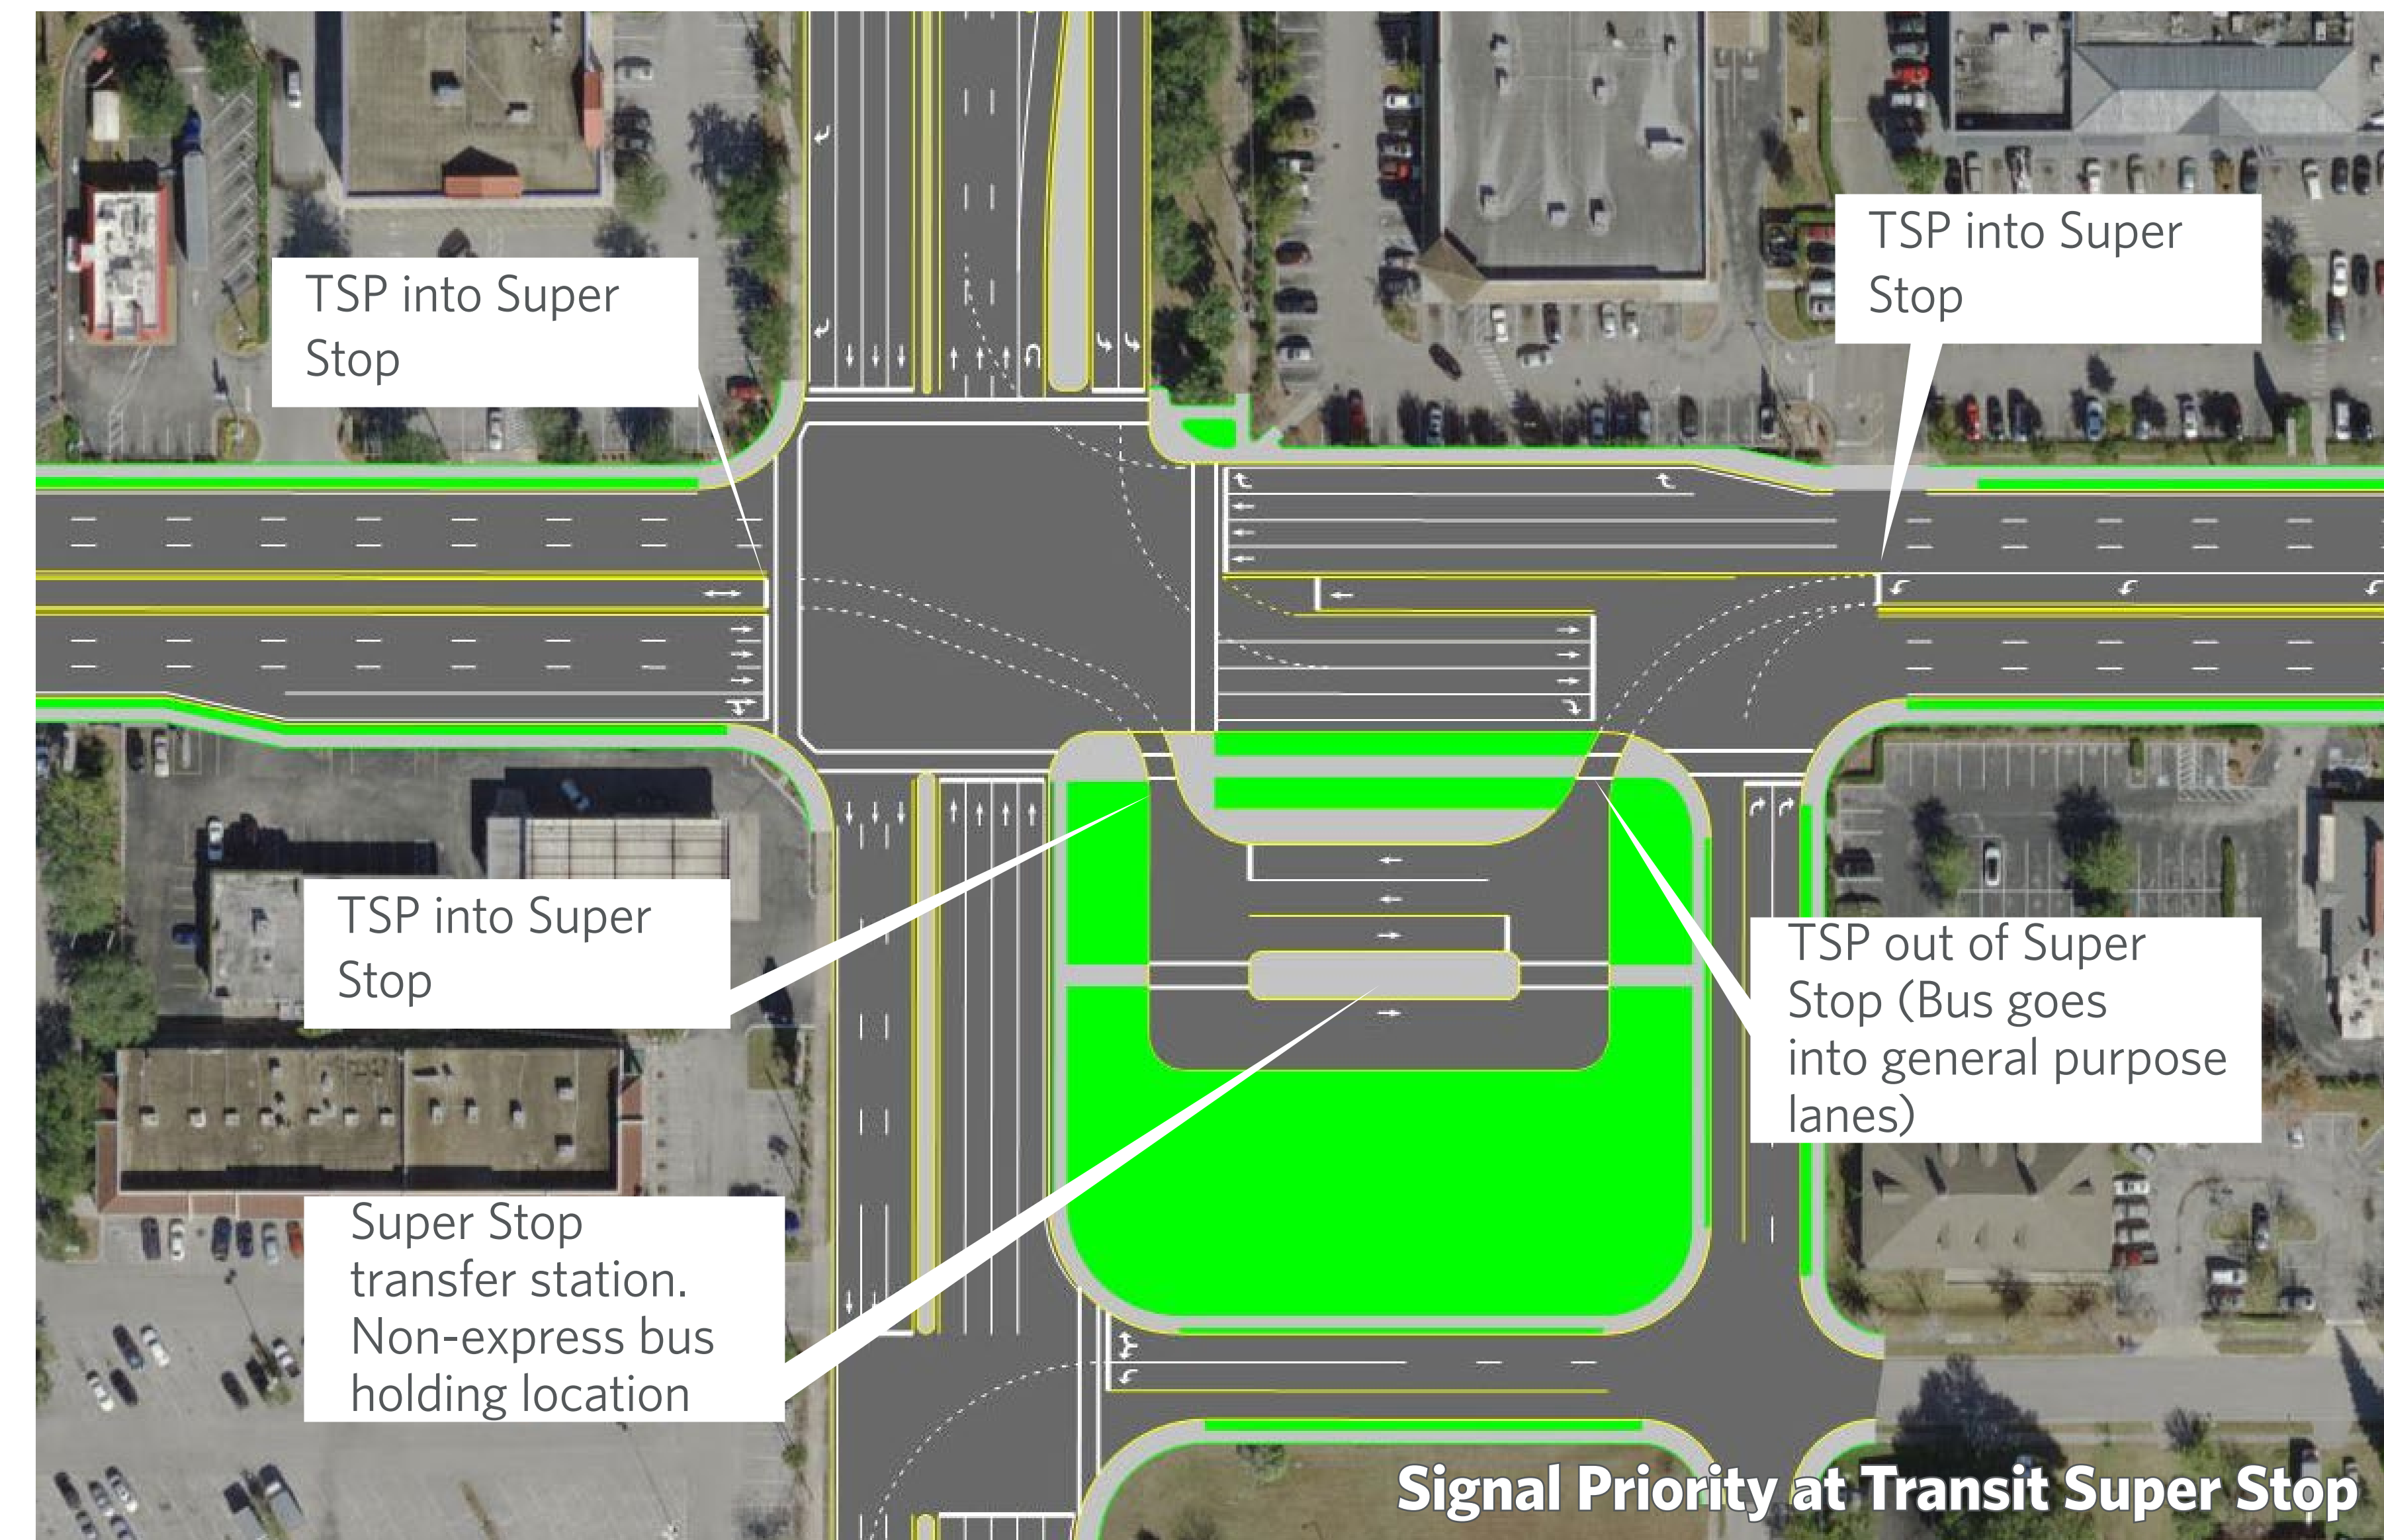 TSP into Super
Stop
TSP into Super
Stop
TSP into Super
Stop
TSP out of Super
Stop (Bus goes
into general purpose
lanes)
Super Stop
transfer station.
Non-express bus
holding location
Signal Priority at Transit Super Stop